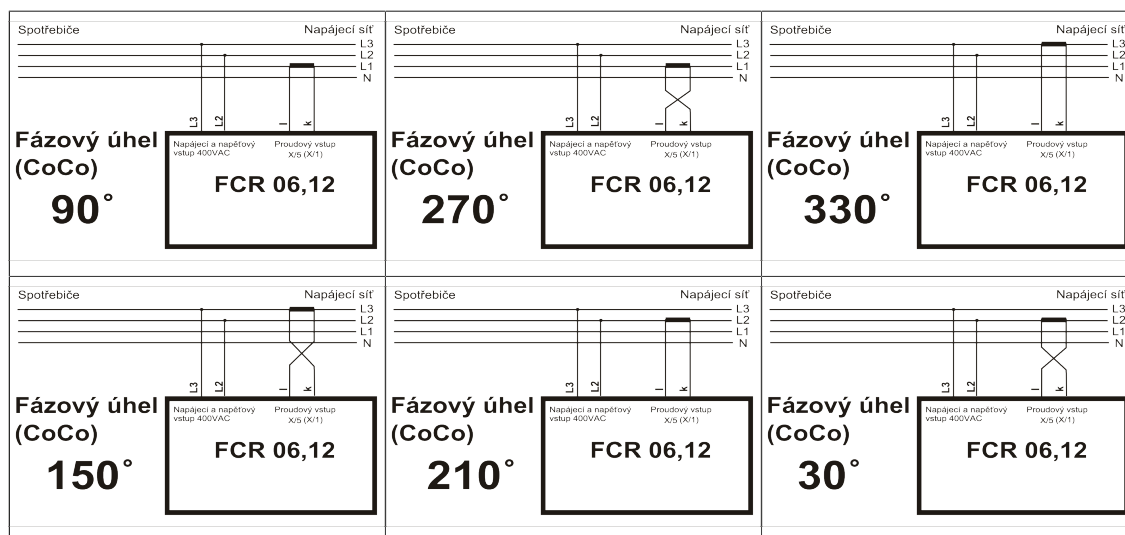 Spotřebiče Napájecí síť
L3
L2
L1
N
L3 L2 l k
Fázový úhel
(CoCo)
90°
Napájecí a napěťový
vstup 400VAC
Proudový vstup
X/5 (X/1)
FCR 06,12
Spotřebiče Napájecí síť
L3
L2
L1
N
L3 L2 l k
Fázový úhel
(CoCo)
270°
Napájecí a napěťový
vstup 400VAC
Proudový vstup
X/5 (X/1)
FCR 06,12
Spotřebiče Napájecí síť
L3
L2
L1
N
L3 L2 l k
Fázový úhel
(CoCo)
330°
Napájecí a napěťový
vstup 400VAC
Proudový vstup
X/5 (X/1)
FCR 06,12
Spotřebiče Napájecí síť
L3
L2
L1
N
L3 L2 l k
Fázový úhel
(CoCo)
150°
Napájecí a napěťový
vstup 400VAC
Proudový vstup
X/5 (X/1)
FCR 06,12
Spotřebiče Napájecí síť
L3
L2
L1
N
L3 L2 l k
Fázový úhel
(CoCo)
210°
Napájecí a napěťový
vstup 400VAC
Proudový vstup
X/5 (X/1)
FCR 06,12
Spotřebiče Napájecí síť
L3
L2
L1
N
L3 L2 l k
Fázový úhel
(CoCo)
30°
Napájecí a napěťový
vstup 400VAC
Proudový vstup
X/5 (X/1)
FCR 06,12